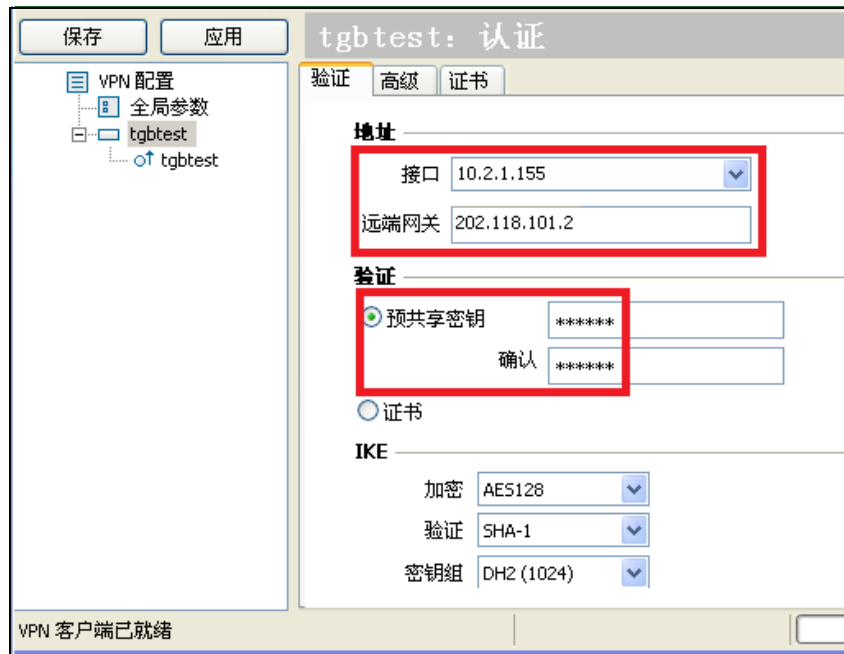 保存 应用
tgbtest: 认证
VPN 配置
全局参数
tgbtest
tgbtest
验证 高级 证书
地址
接口 10.2.1.155
远端网关 202.118.101.2
验证
预共享密钥 ******
确认 ******
证书
IKE
加密 AES128
验证 SHA-1
密钥组 DH2 (1024)
VPN 客户端已就绪